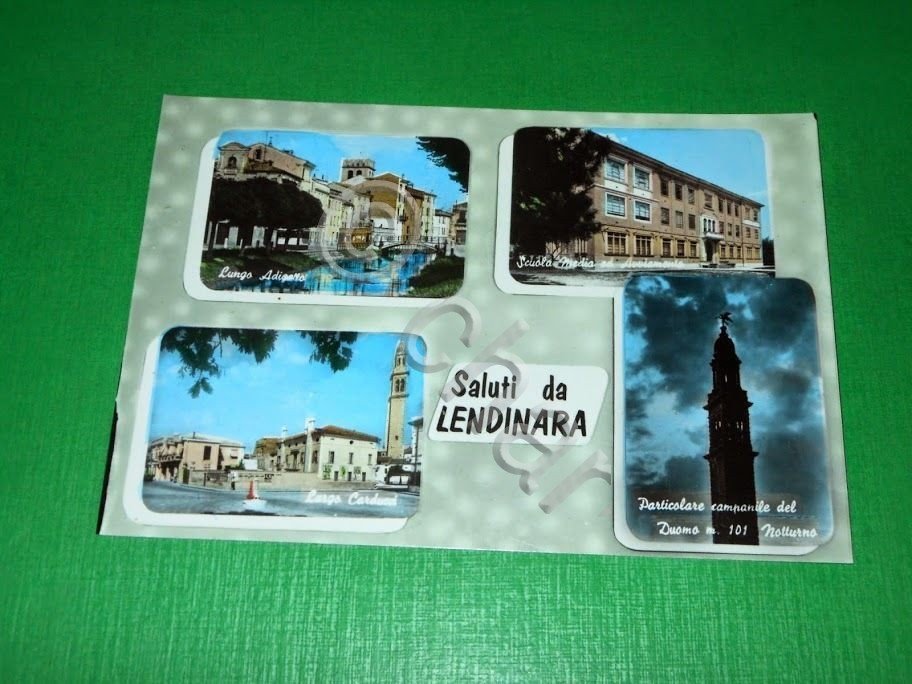 Lungo Adigetto
Scuola Media ed Avviamento
Saluti da
LENDINARA
Largo Carducci
Particolare campanile del
Duomo m. 101 Notturno